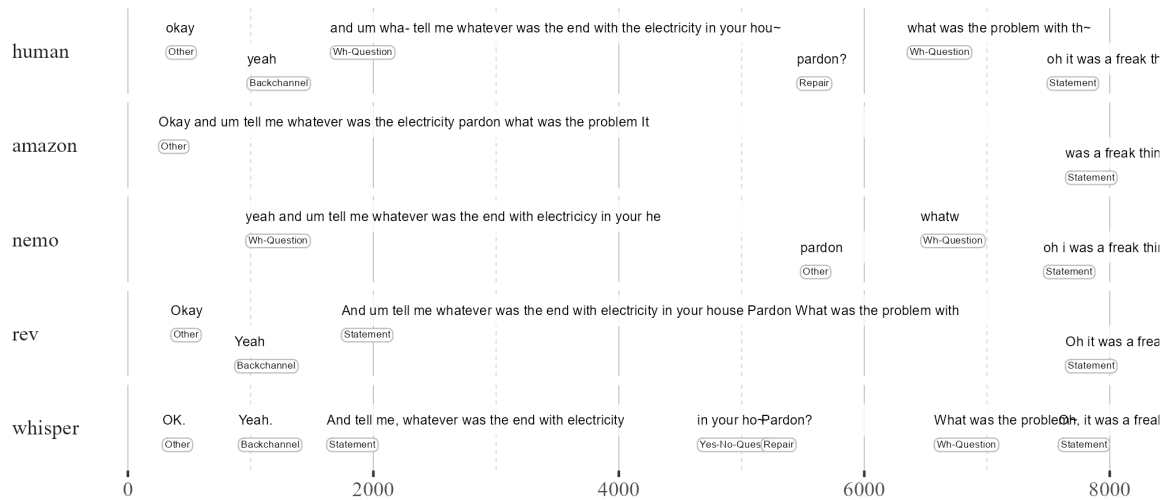 okay and um wha- tell me whatever was the end with the electricity in your hou~ what was the problem with th~
human Other Wh-Question Wh-Question
yeah pardon? oh it was a freak th
Backchannel Repair Statement
Okay and um tell me whatever was the electricity pardon what was the problem It
amazon Other
was a freak thin
Statement
yeah and um tell me whatever was the end with electricicy in your he whatw
nemo Wh-Question Wh-Question
pardon oh i was a freak thin
Other Statement
Okay And um tell me whatever was the end with electricity in your house Pardon What was the problem with
rev Other Statement
Yeah Oh it was a frea
Backchannel Statement
OK. Yeah. And tell me, whatever was the end with electricity in your ho~ Pardon? What was the problem Oh, it was a freak
whisper Other Backchannel Statement Yes-No-Ques Repair Wh-Question Statement
0 2000 4000 6000 8000